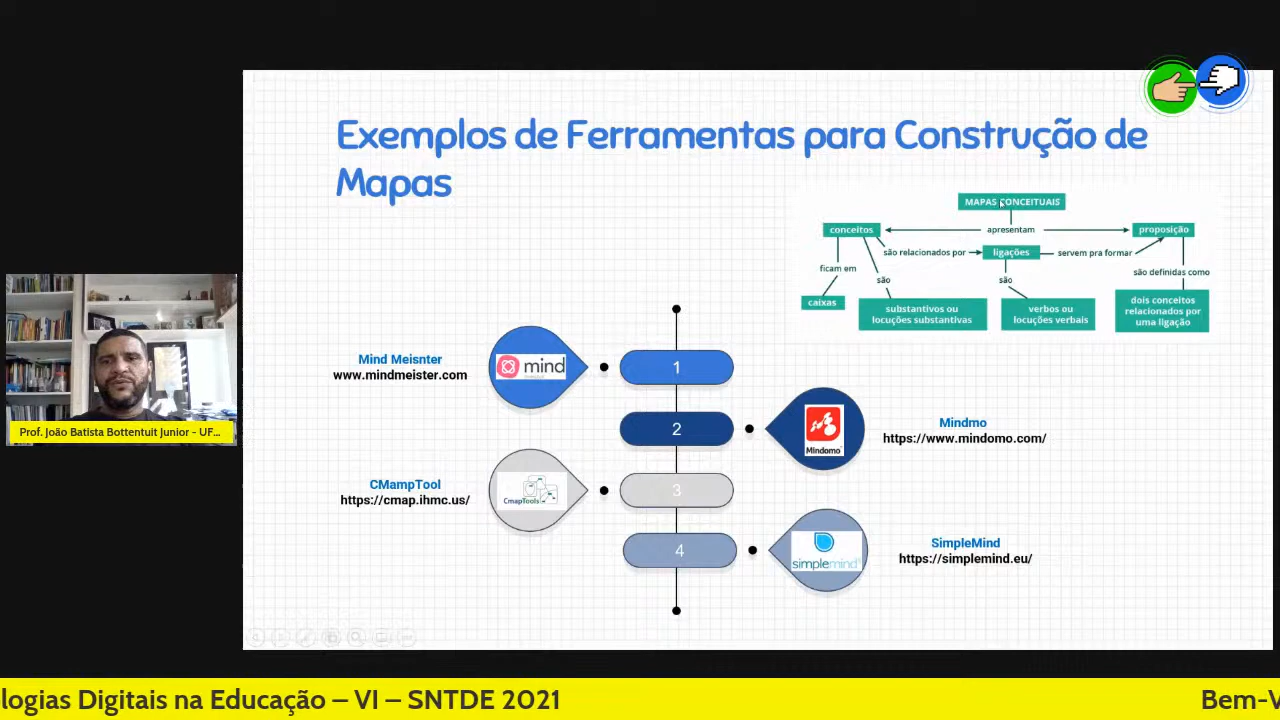 Exemplos de Ferramentas para Construção de
Mapas
MAPAS CONCEITUAIS
conceitos
apresentam
proposição
são relacionados por
ligações
servem pra formar
ficam em
são
são
são definidas como
caixas
substantivos ou
locuções substantivas
verbos ou
locuções verbais
dois conceitos
relacionados por
uma ligação
Mind Meisnter
www.mindmeister.com
mind
1
2
Mindomo
Mindmo
https://www.mindomo.com/
CMampTool
https://cmap.ihmc.us/
CmapTools
3
4
simplemind
SimpleMind
https://simplemind.eu/
Prof. João Batista Bottentuit Junior - UF...
logias Digitais na Educação – VI – SNTDE 2021
Bem-V